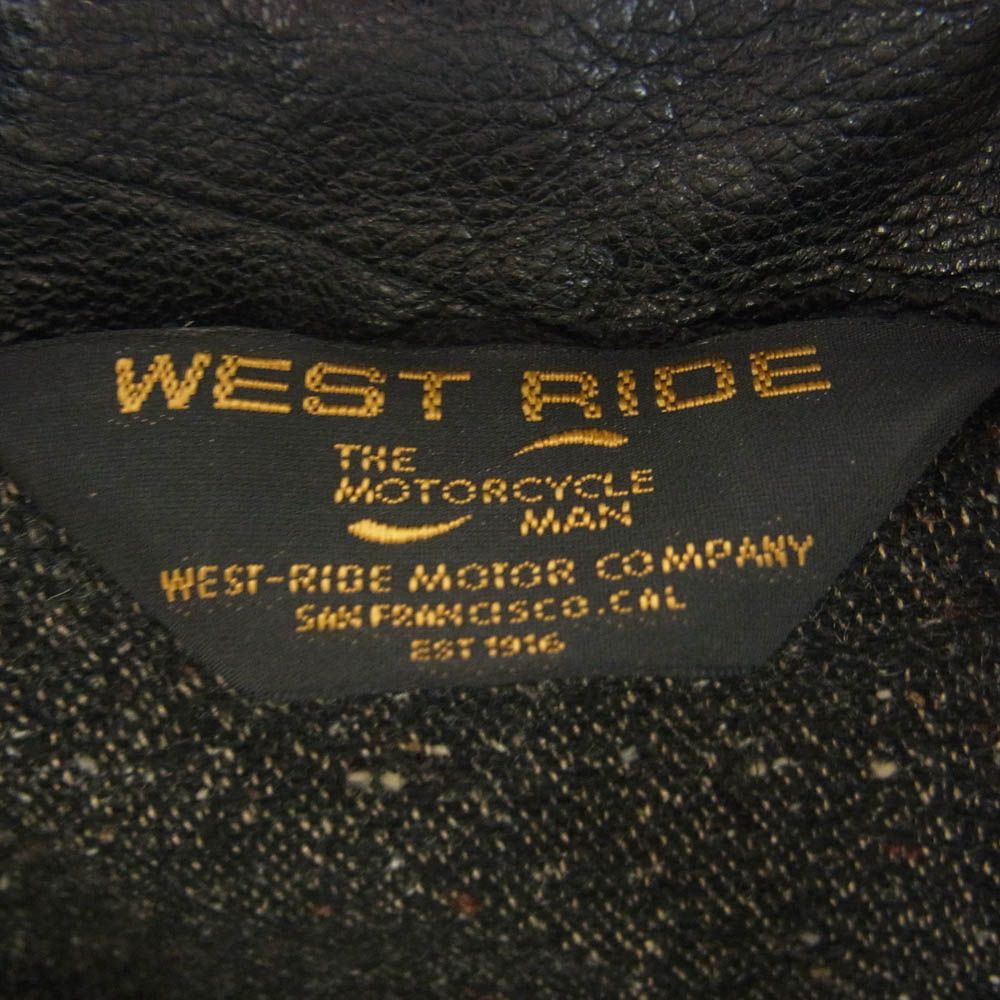 WEST RIDE
THE
MOTORCYCLE
MAN
WEST-RIDE MOTOR COMPANY
SAN FRANCISCO.CAL
EST 1916